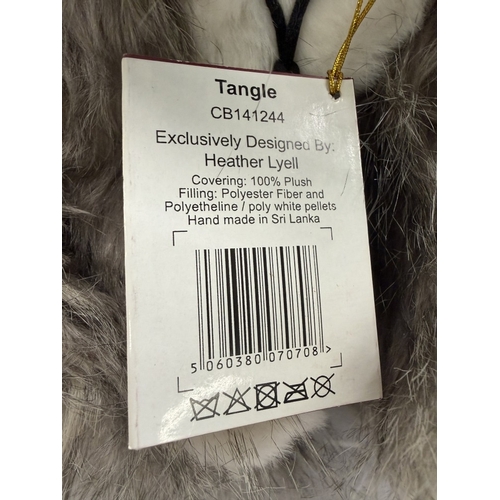 Tangle
CB141244
Exclusively Designed By:
Heather Lyell
Covering: 100% Plush
Filling: Polyester Fiber and
Polyetheline / poly white pellets
Hand made in Sri Lanka
5 060380 070708 >